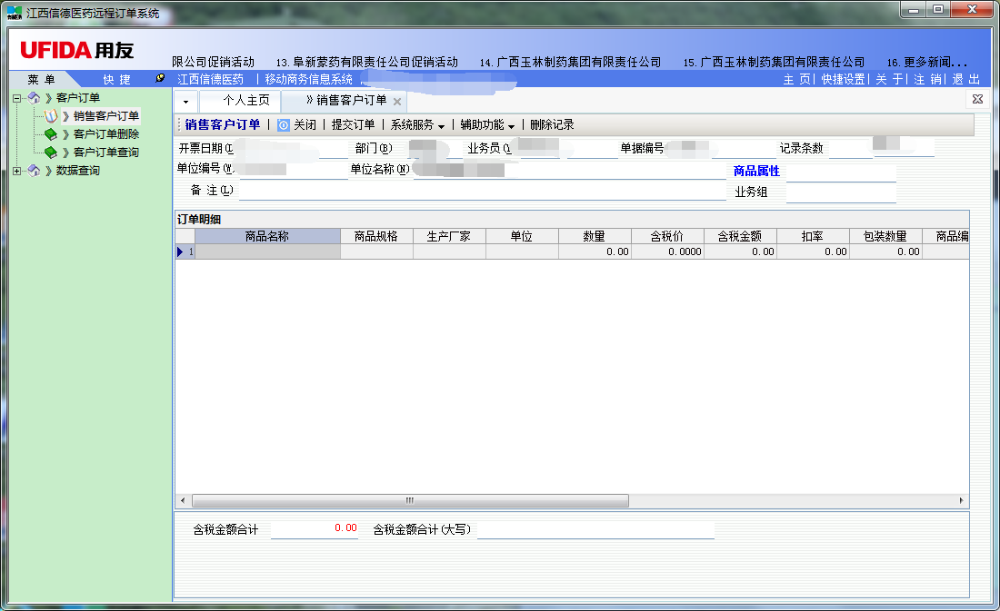 江西信德医药远程订单系统
UFIDA 用友
限公司促销活动 13. 阜新蒙药有限责任公司促销活动 14. 广西玉林制药集团有限责任公司 15. 广西玉林制药集团有限责任公司 16. 更多新闻...
菜 单 快 捷 江西信德医药 | 移动商务信息系统 主 页| 快捷设置| 关 于| 注 销| 退 出
客户订单
》销售客户订单
》客户订单删除
》客户订单查询
》数据查询
个人主页 》销售客户订单
销售客户订单 | 关闭 | 提交订单 | 系统服务 | 辅助功能 | 删除记录
开票日期(L 部门(B) 业务员( 单据编号 记录条数
单位编号(W 单位名称(N) 商品属性
备 注(L) 业务组
订单明细
商品名称 商品规格 生产厂家 单位 数量 含税价 含税金额 扣率 包装数量 商品编
1 0.00 0.0000 0.00 0.00 0.00
含税金额合计 0.00 含税金额合计(大写)